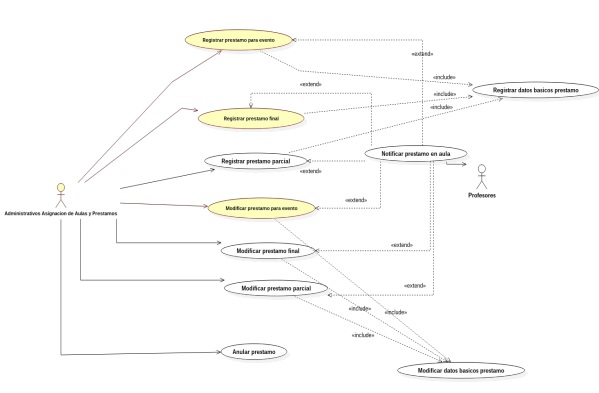 Registrar prestamo para evento
«extend»
«include»
«extend»
Registrar datos basicos prestamo
«include»
«include»
Registrar prestamo final
Notificar prestamo en aula
Registrar prestamo parcial
«extend»
Profesores
«extend»
Modificar prestamo para evento
Administrativos Asignacion de Aulas y Prestamos
«extend»
Modificar prestamo final
«extend»
Modificar prestamo parcial
«include»
«include»
«include»
Anular prestamo
Modificar datos basicos prestamo